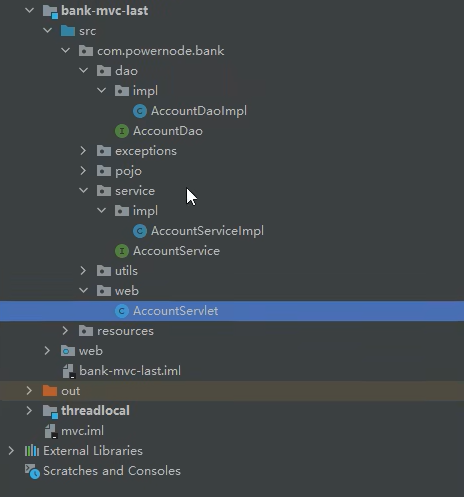 bank-mvc-last
src
com.powernode.bank
dao
impl
AccountDaoImpl
AccountDao
exceptions
pojo
service
impl
AccountServiceImpl
AccountService
utils
web
AccountServlet
resources
web
bank-mvc-last.iml
out
threadlocal
mvc.iml
External Libraries
Scratches and Consoles